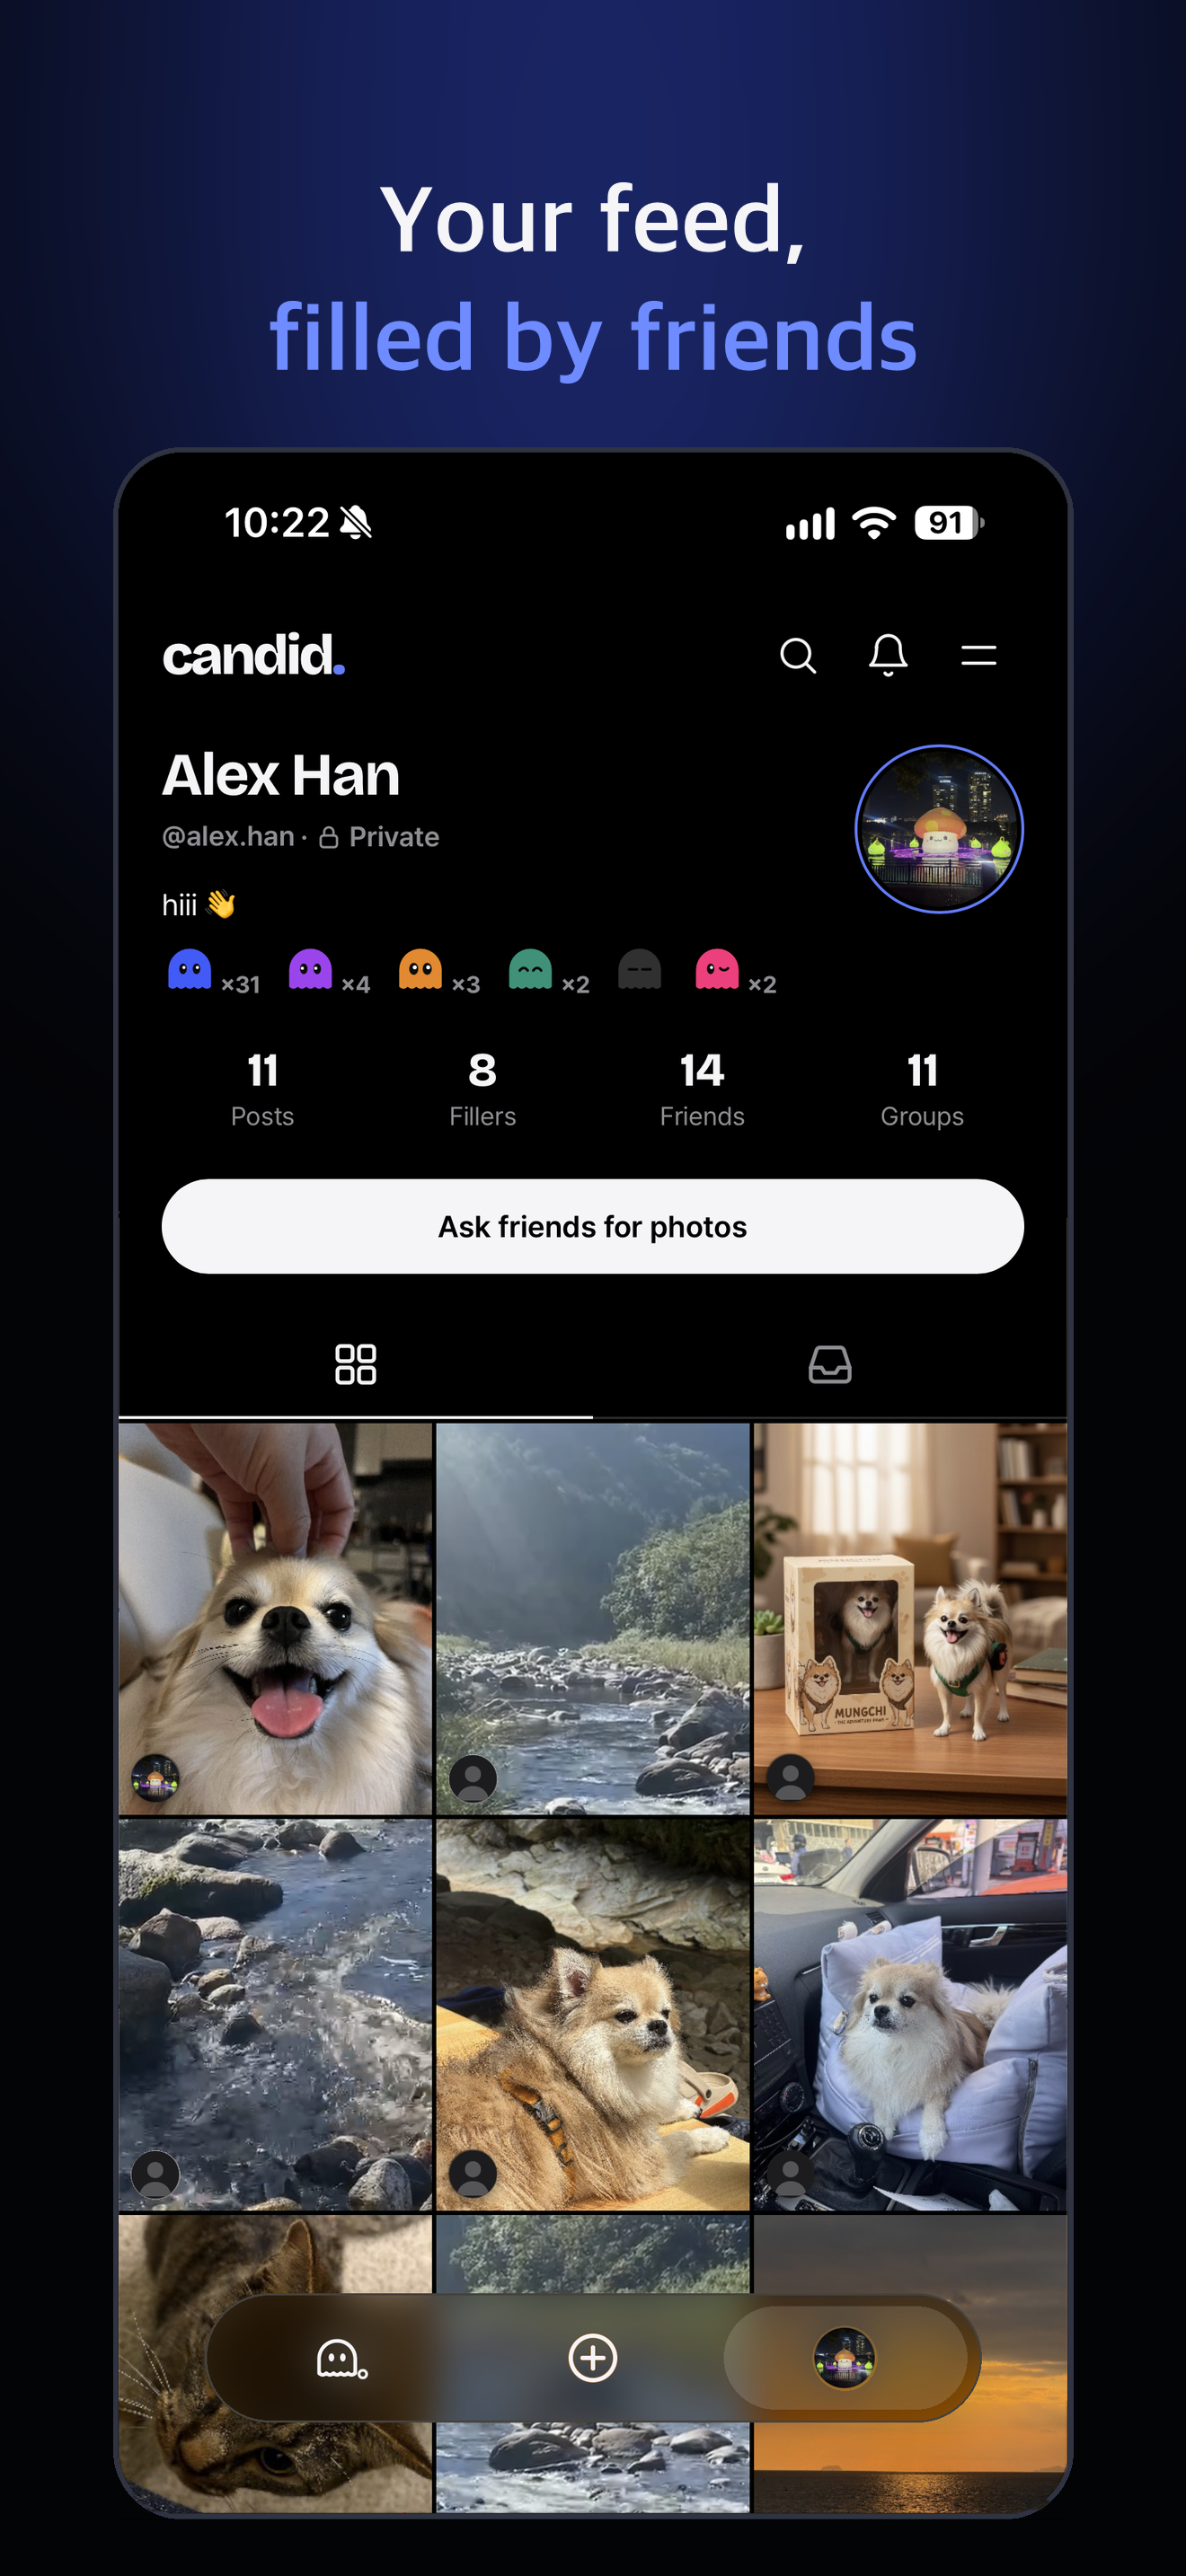 Your feed,
filled by friends
10:22
91
candid.
Alex Han
@alex.han · Private
hiii 👋
×31 ×4 ×3 ×2 ×2
11 8 14 11
Posts Fillers Friends Groups
Ask friends for photos
MUNGCHI